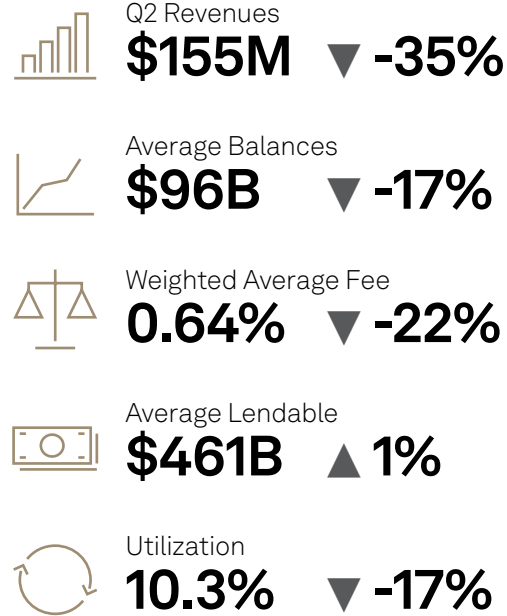 Q2 Revenues
$155M ▼ -35%
Average Balances
$96B ▼ -17%
Weighted Average Fee
0.64% ▼ -22%
Average Lendable
$461B ▲ 1%
Utilization
10.3% ▼ -17%